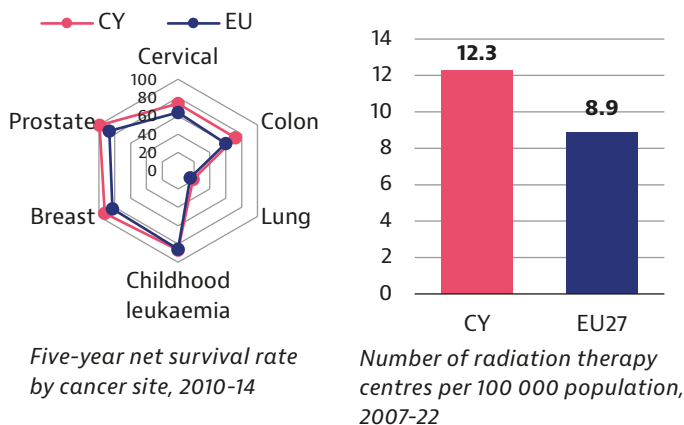 CY
EU
Cervical
100
80
60
40
20
0
Prostate
Colon
Breast
Lung
Childhood
leukaemia
Five-year net survival rate
by cancer site, 2010-14
14
12
10
8
6
4
2
0
12.3
8.9
CY
EU27
Number of radiation therapy
centres per 100 000 population,
2007-22